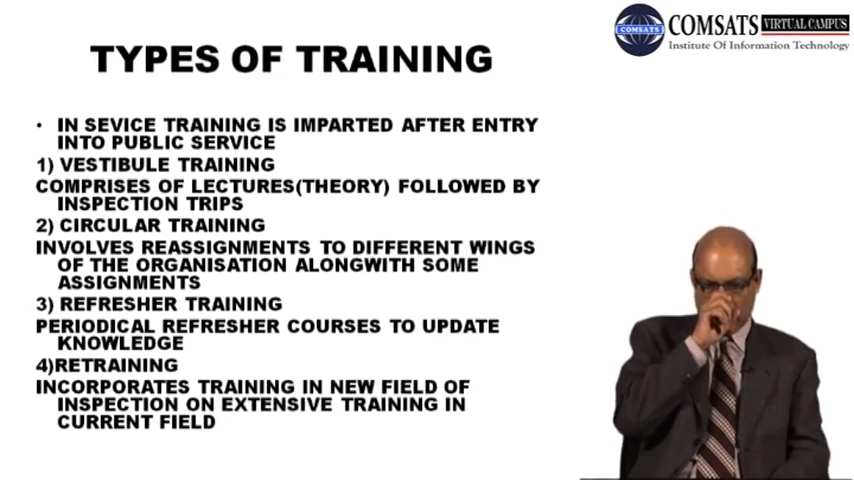 COMSATS VIRTUAL CAMPUS
COMSATS
Institute Of Information Technology
TYPES OF TRAINING
• IN SEVICE TRAINING IS IMPARTED AFTER ENTRY
INTO PUBLIC SERVICE
1) VESTIBULE TRAINING
COMPRISES OF LECTURES(THEORY) FOLLOWED BY
INSPECTION TRIPS
2) CIRCULAR TRAINING
INVOLVES REASSIGNMENTS TO DIFFERENT WINGS
OF THE ORGANISATION ALONGWITH SOME
ASSIGNMENTS
3) REFRESHER TRAINING
PERIODICAL REFRESHER COURSES TO UPDATE
KNOWLEDGE
4)RETRAINING
INCORPORATES TRAINING IN NEW FIELD OF
INSPECTION ON EXTENSIVE TRAINING IN
CURRENT FIELD